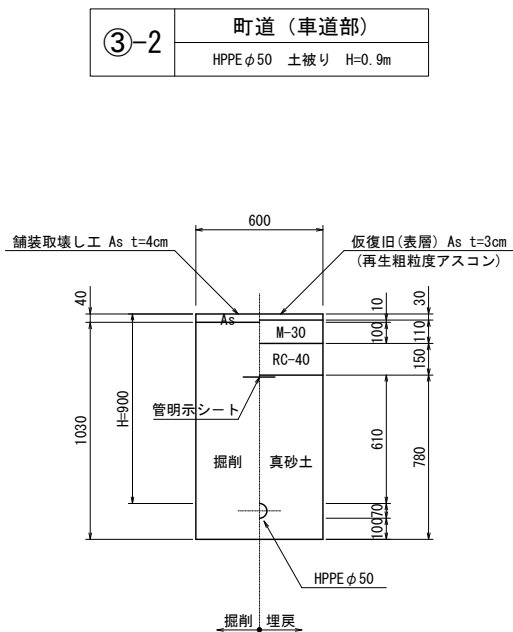 ③-2
町道（車道部）
HPPEφ50 土被り H=0.9m
600
舗装取壊し工 As t=4cm
仮復旧(表層) As t=3cm
(再生粗粒度アスコン)
40
10
30
As
M-30
100
110
RC-40
150
管明示シート
H=900
1030
掘削
真砂土
610
780
70
100
HPPEφ50
掘削
埋戻